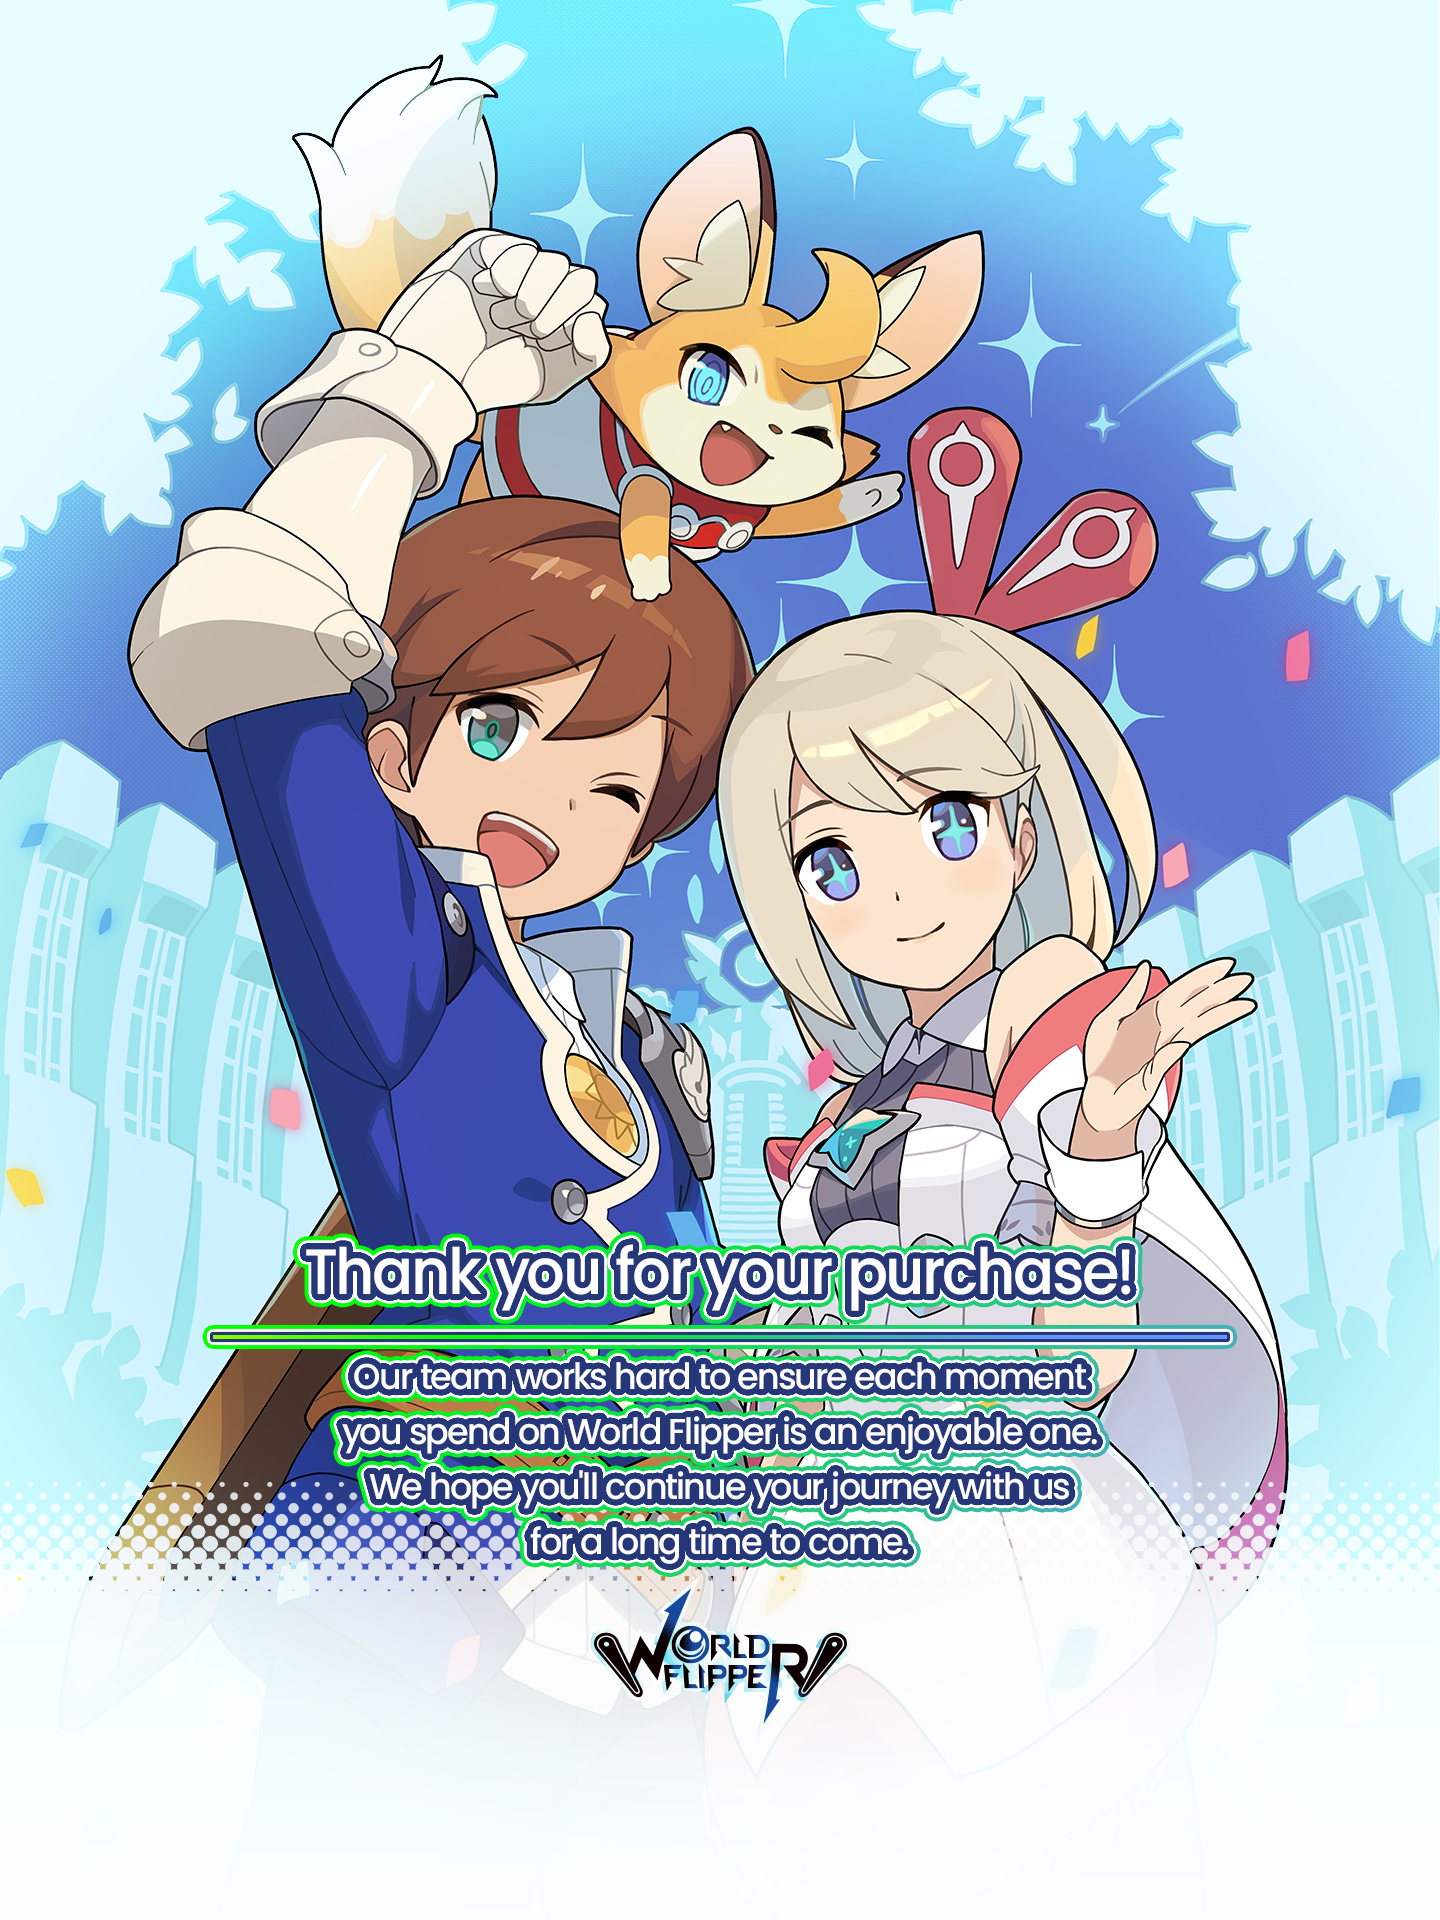 Thank you for your purchase!
Our team works hard to ensure each moment
you spend on World Flipper is an enjoyable one.
We hope you'll continue your journey with us
for a long time to come.
WORLD
FLIPPER